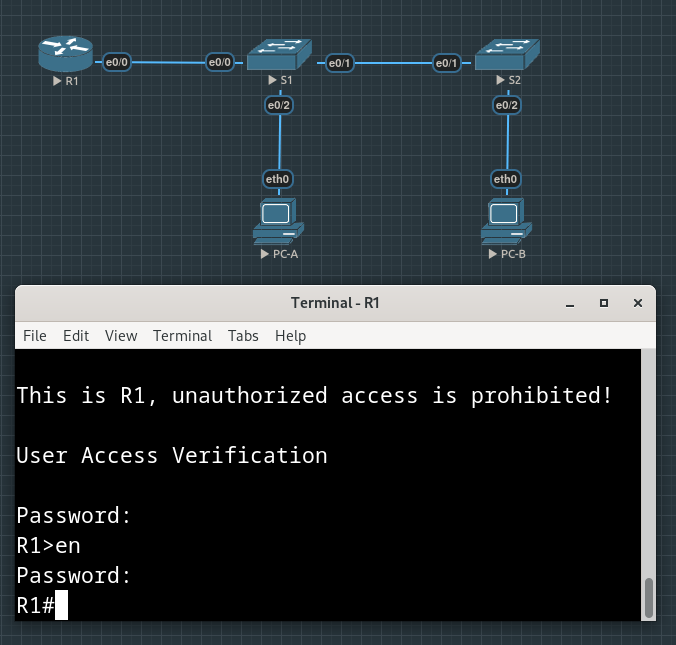 e0/0 e0/0 e0/1 e0/1
R1 S1 S2
e0/2 e0/2
eth0 eth0
PC-A PC-B
Terminal - R1
File Edit View Terminal Tabs Help
This is R1, unauthorized access is prohibited!
User Access Verification
Password:
R1>en
Password:
R1#